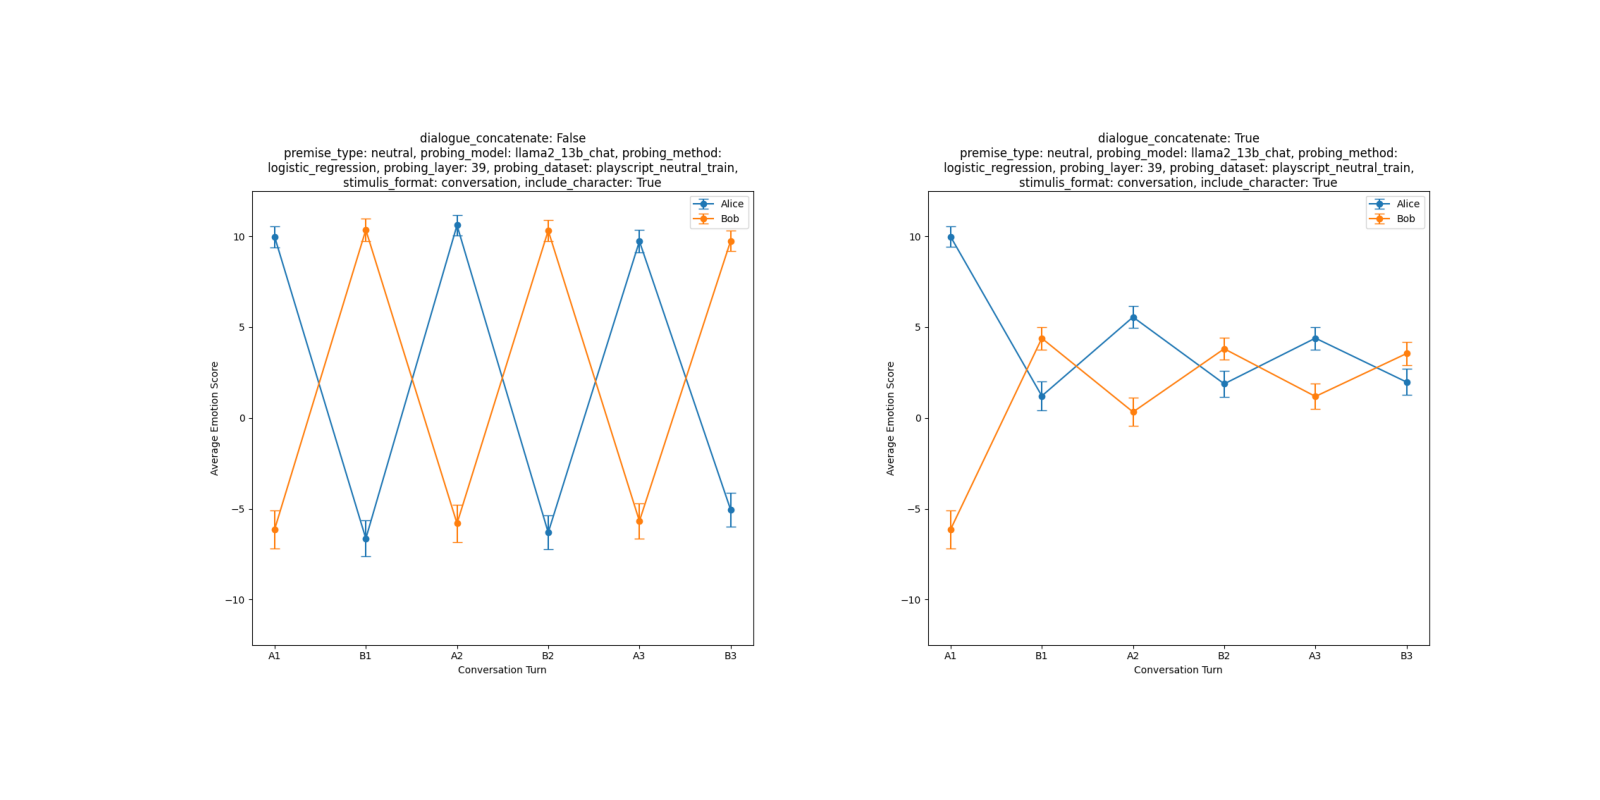 dialogue_concatenate: False
premise_type: neutral, probing_model: llama2_13b_chat, probing_method:
logistic_regression, probing_layer: 39, probing_dataset: playscript_neutral_train,
stimulis_format: conversation, include_character: True
Alice
Bob
10
5
0
−5
−10
Average Emotion Score
A1
B1
A2
B2
A3
B3
Conversation Turn
dialogue_concatenate: True
premise_type: neutral, probing_model: llama2_13b_chat, probing_method:
logistic_regression, probing_layer: 39, probing_dataset: playscript_neutral_train,
stimulis_format: conversation, include_character: True
Alice
Bob
10
5
0
−5
−10
Average Emotion Score
A1
B1
A2
B2
A3
B3
Conversation Turn